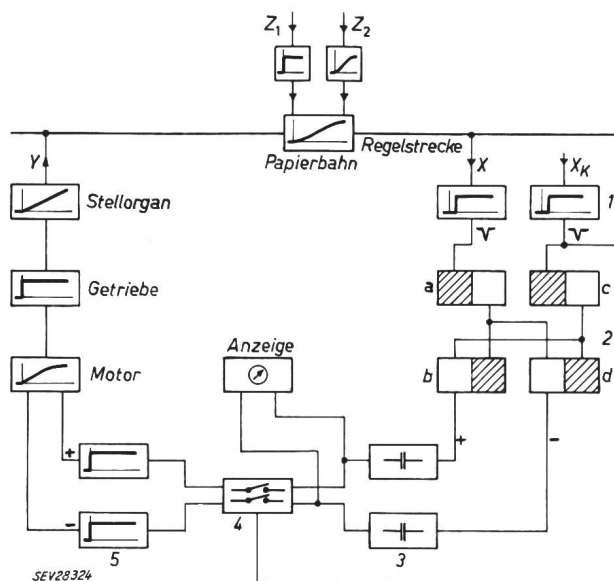 Z1 Z2
Papierbahn
Regelstrecke
Y
X
XK
Stellorgan
1
Getriebe
a
c
2
Anzeige
Motor
b
d
+
-
+
-
4
5
3
SEV28324